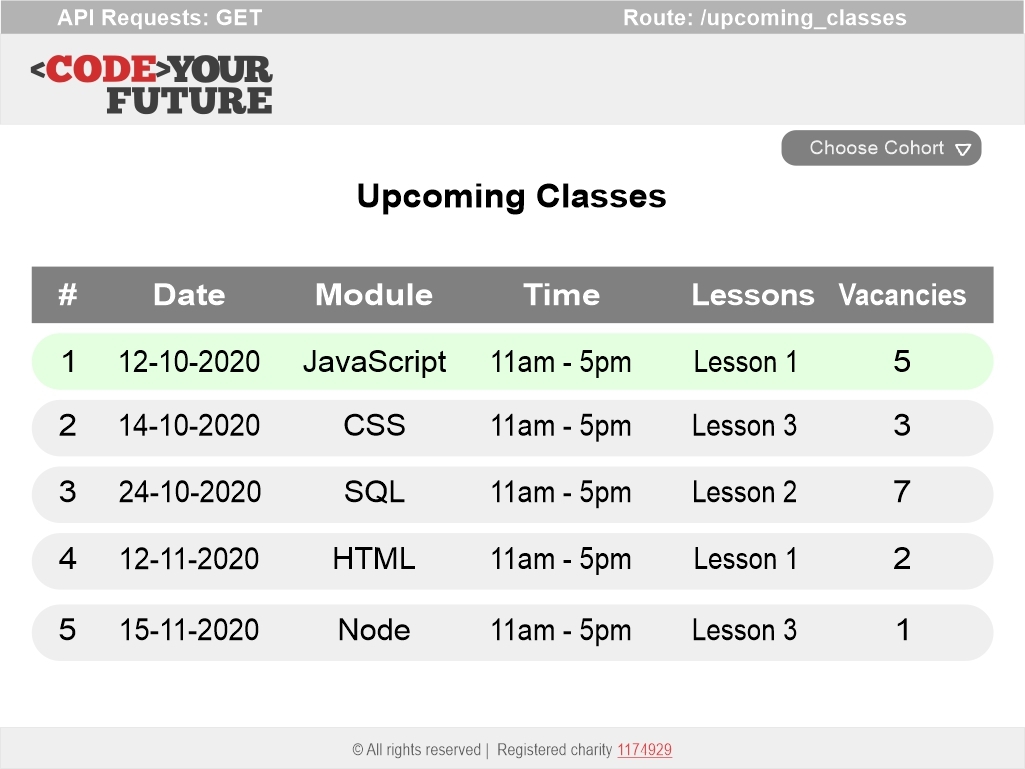 API Requests: GET Route: /upcoming_classes
<CODE>YOUR
FUTURE
Choose Cohort
Upcoming Classes
# Date Module Time Lessons Vacancies
1 12-10-2020 JavaScript 11am - 5pm Lesson 1 5
2 14-10-2020 CSS 11am - 5pm Lesson 3 3
3 24-10-2020 SQL 11am - 5pm Lesson 2 7
4 12-11-2020 HTML 11am - 5pm Lesson 1 2
5 15-11-2020 Node 11am - 5pm Lesson 3 1
© All rights reserved | Registered charity 1174929